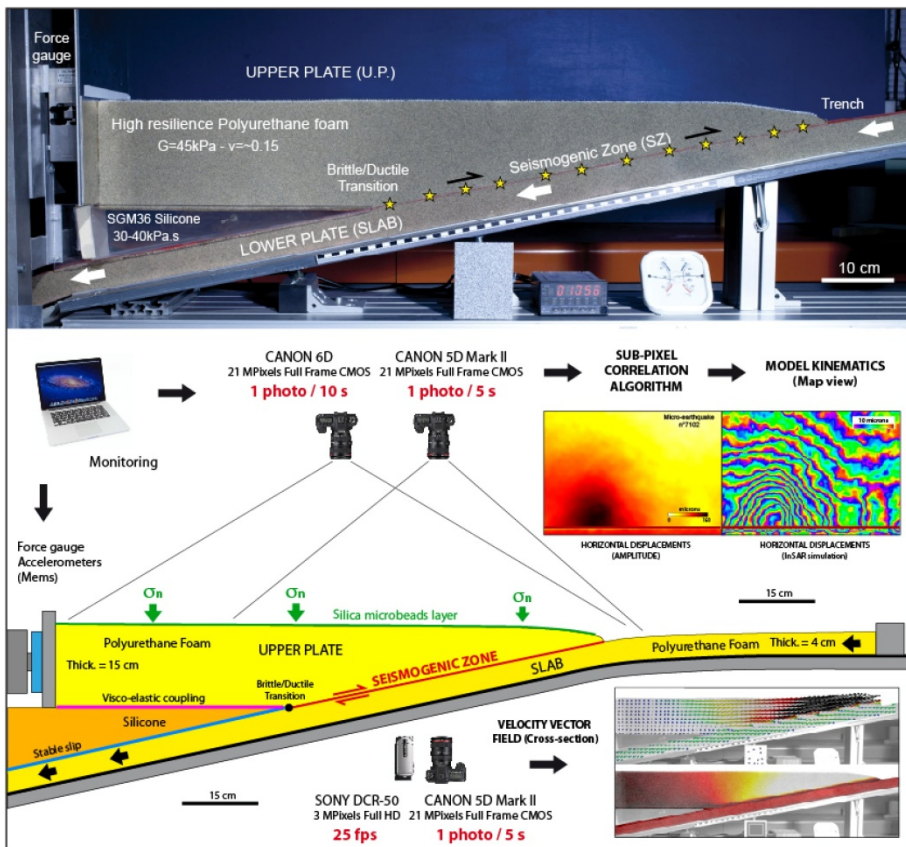 Force
gauge
UPPER PLATE (U.P.)
High resilience Polyurethane foam
G=45kPa - ν=~0.15
Trench
Seismogenic Zone (SZ)
Brittle/Ductile
Transition
SGM36 Silicone
30-40kPa.s
LOWER PLATE (SLAB)
01056
10 cm
CANON 6D
21 MPixels Full Frame CMOS
1 photo / 10 s
CANON 5D Mark II
21 MPixels Full Frame CMOS
1 photo / 5 s
SUB-PIXEL
CORRELATION
ALGORITHM
MODEL KINEMATICS
(Map view)
Monitoring
Micro-earthquake
n°7102
microns
0
10 microns
HORIZONTAL DISPLACEMENTS
(AMPLITUDE)
HORIZONTAL DISPLACEMENTS
(InSAR simulation)
Force gauge
Accelerometers
(Mems)
15 cm
σn
σn
σn
Silica microbeads layer
Polyurethane Foam
Thick. = 15 cm
UPPER PLATE
SEISMOGENIC ZONE
SLAB
Polyurethane Foam
Thick. = 4 cm
Visco-elastic coupling
Brittle/Ductile
Transition
Silicone
Stable slip
VELOCITY VECTOR
FIELD (Cross-section)
15 cm
SONY DCR-50
3 MPixels Full HD
25 fps
CANON 5D Mark II
21 MPixels Full Frame CMOS
1 photo / 5 s